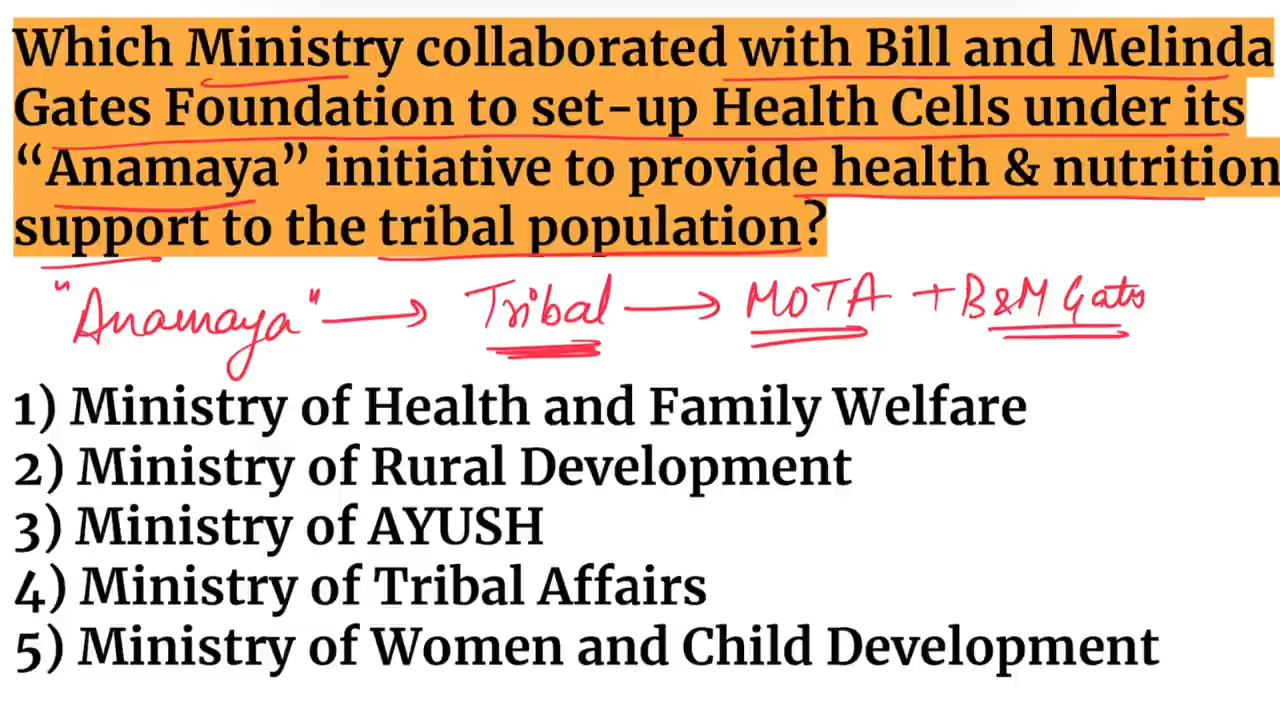 Which Ministry collaborated with Bill and Melinda
Gates Foundation to set-up Health Cells under its
“Anamaya” initiative to provide health & nutrition
support to the tribal population?
"Anamaya" → Tribal → MOTA + B&M Gates
1) Ministry of Health and Family Welfare
2) Ministry of Rural Development
3) Ministry of AYUSH
4) Ministry of Tribal Affairs
5) Ministry of Women and Child Development